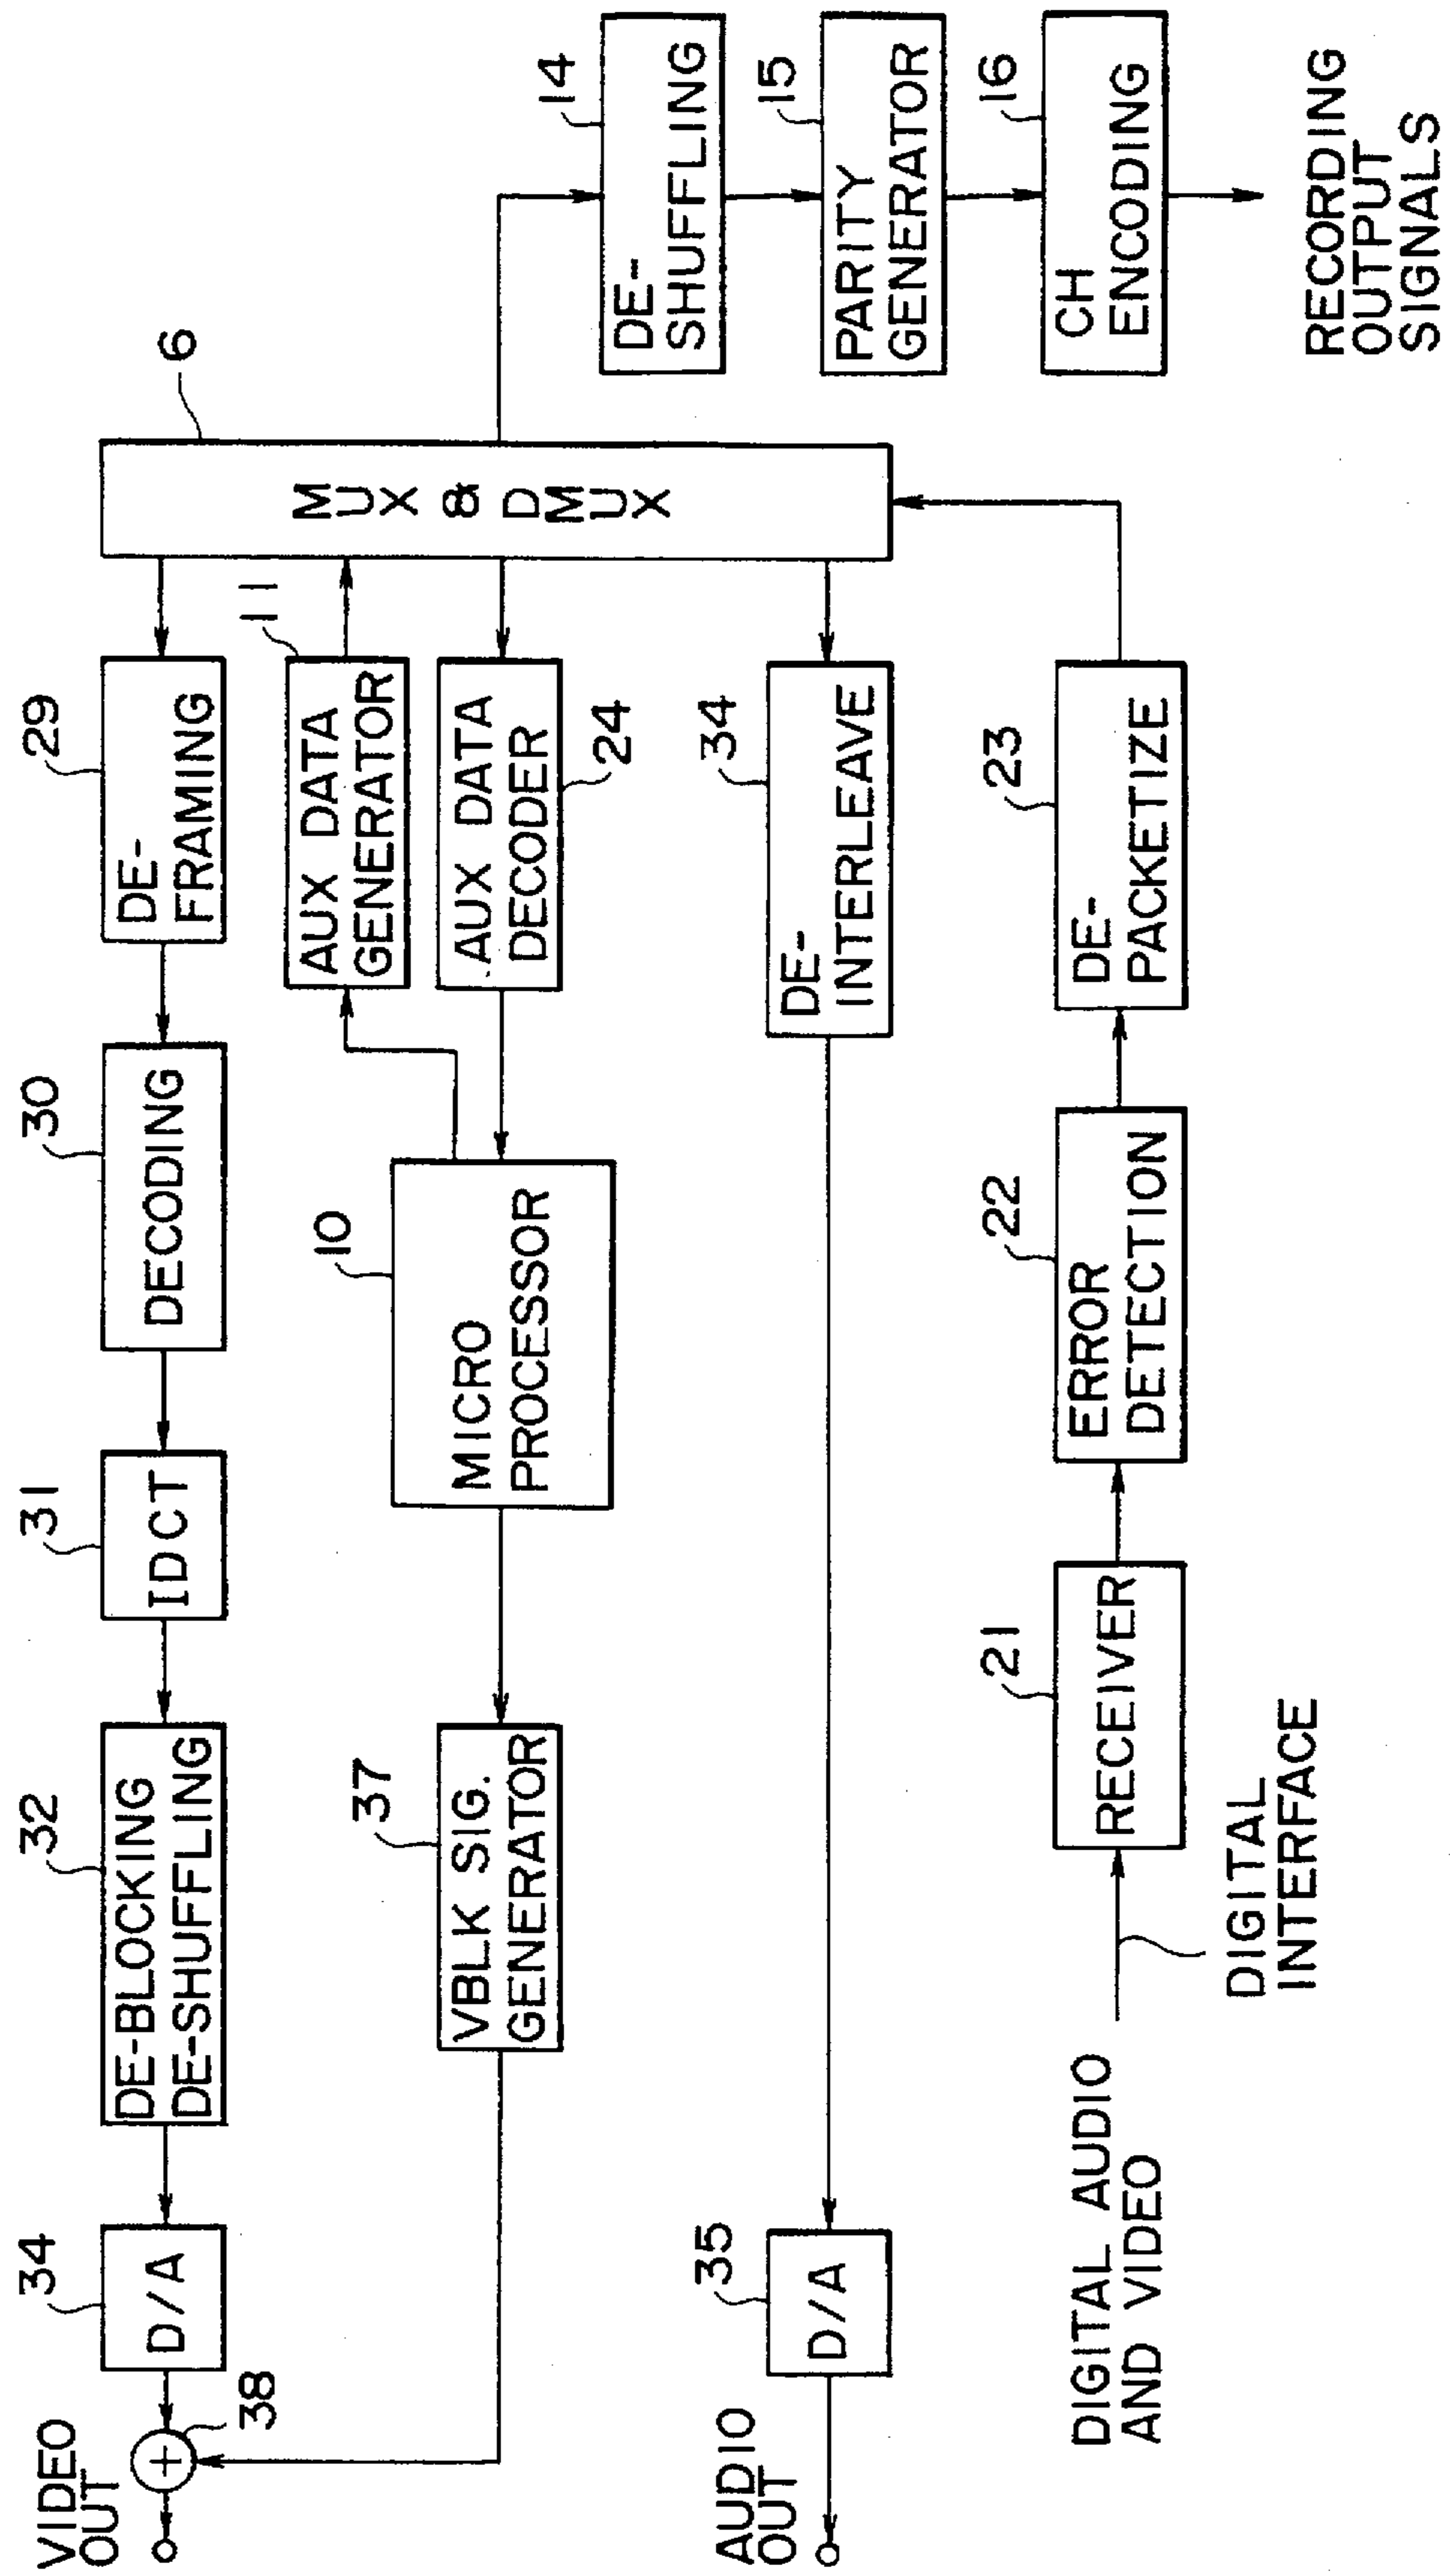 VIDEO
OUT
38
34
D/A
32
DE-BLOCKING
DE-SHUFFLING
31
IDCT
30
DECODING
29
DE-
FRAMING
6
MUX & DMUX
11
AUX DATA
GENERATOR
AUX DATA
DECODER
24
10
MICRO
PROCESSOR
37
VBLK SIG.
GENERATOR
AUDIO
OUT
35
D/A
34
DE-
INTERLEAVE
14
DE-
SHUFFLING
15
PARITY
GENERATOR
16
CH
ENCODING
RECORDING
OUTPUT
SIGNALS
DIGITAL AUDIO
AND VIDEO
DIGITAL
INTERFACE
21
RECEIVER
22
ERROR
DETECTION
23
DE-
PACKETIZE